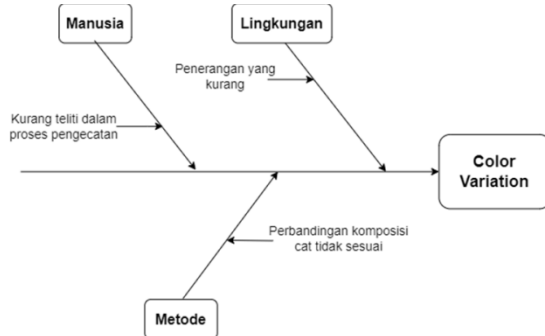 Manusia
Lingkungan
Penerangan yang
kurang
Kurang teliti dalam
proses pengecatan
Color
Variation
Perbandingan komposisi
cat tidak sesuai
Metode